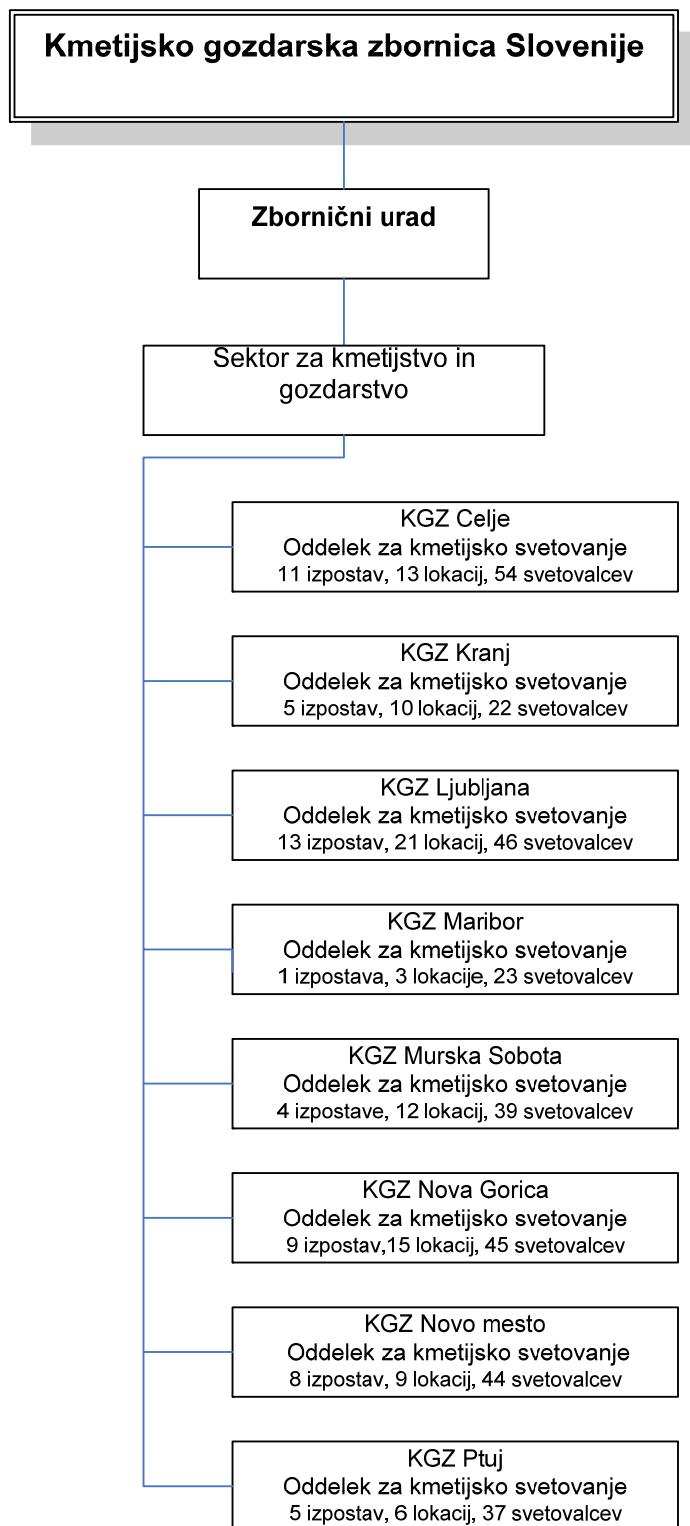 Kmetijsko gozdarska zbornica Slovenije
Zbornični urad
Sektor za kmetijstvo in
gozdarstvo
KGZ Celje
Oddelek za kmetijsko svetovanje
11 izpostav, 13 lokacij, 54 svetovalcev
KGZ Kranj
Oddelek za kmetijsko svetovanje
5 izpostav, 10 lokacij, 22 svetovalcev
KGZ Ljubljana
Oddelek za kmetijsko svetovanje
13 izpostav, 21 lokacij, 46 svetovalcev
KGZ Maribor
Oddelek za kmetijsko svetovanje
1 izpostava, 3 lokacije, 23 svetovalcev
KGZ Murska Sobota
Oddelek za kmetijsko svetovanje
4 izpostave, 12 lokacij, 39 svetovalcev
KGZ Nova Gorica
Oddelek za kmetijsko svetovanje
9 izpostav,15 lokacij, 45 svetovalcev
KGZ Novo mesto
Oddelek za kmetijsko svetovanje
8 izpostav, 9 lokacij, 44 svetovalcev
KGZ Ptuj
Oddelek za kmetijsko svetovanje
5 izpostav, 6 lokacij, 37 svetovalcev